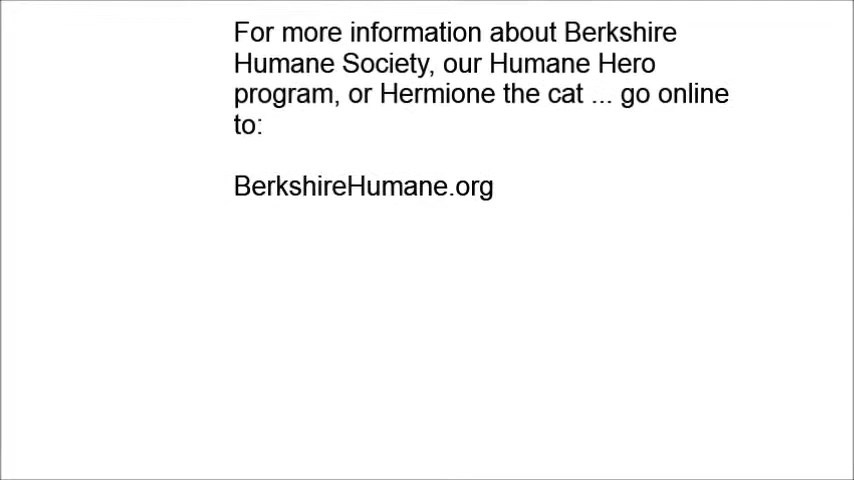 For more information about Berkshire
Humane Society, our Humane Hero
program, or Hermione the cat ... go online
to:
BerkshireHumane.org